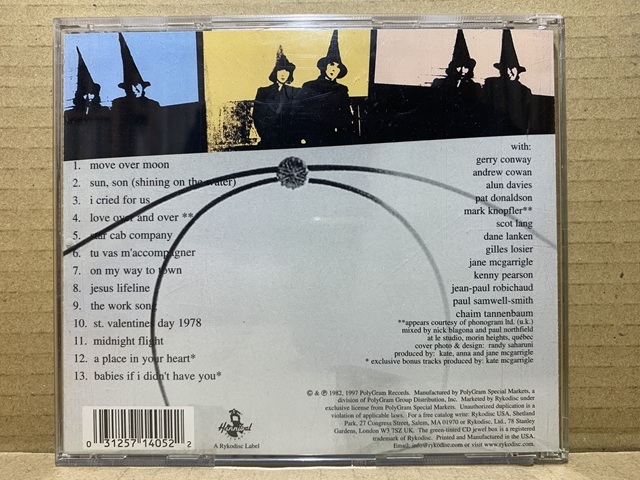 1. move over moon
2. sun, son (shining on the water)
3. i cried for us
4. love over and over **
5. star cab company
6. tu vas m'accompagner
7. on my way to town
8. jesus lifeline
9. the work song
10. st. valentines day 1978
11. midnight flight
12. a place in your heart*
13. babies if i didn't have you*
with:
gerry conway
andrew cowan
alun davies
pat donaldson
mark knopfler**
scot lang
dane lanken
gilles losier
jane mcgarrigle
kenny pearson
jean-paul robichaud
paul samwell-smith
chaim tannenbaum
**appears courtesy of phonogram ltd. (u.k.)
mixed by nick blagona and paul northfield
at le studio, morin heights, québec
cover photo & design: randy saharuni
produced by: kate, anna and jane mcgarrigle
* exclusive bonus tracks produced by: kate mcgarrigle
© & ℗ 1982, 1997 PolyGram Records. Manufactured by PolyGram Special Markets, a
division of PolyGram Group Distribution, Inc. Marketed by Rykodisc under
exclusive license from PolyGram Special Markets. Unauthorized duplication is a
violation of applicable laws. For a free catalog write: Rykodisc USA, Shetland
Park, 27 Congress Street, Salem, MA 01970 or Rykodisc, Ltd., 78 Stanley
Gardens, London W3 7SZ UK. The green-tinted CD jewel box is a registered
trademark of Rykodisc. Printed and Manufactured in the USA.
Email: info@rykodisc.com or website: www.rykodisc.com
0 31257 14052 2
Hannibal
A Rykodisc Label